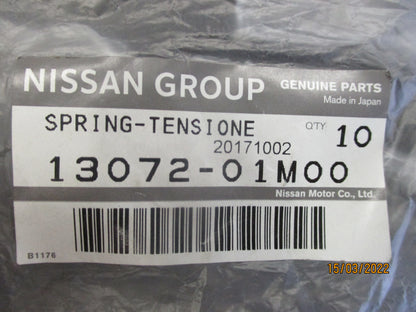 NISSAN GROUP GENUINE PARTS
Made in Japan
SPRING-TENSIONE QTY 10
20171002
13072-01M00
Nissan Motor Co., Ltd.
B1176
15/03/2022